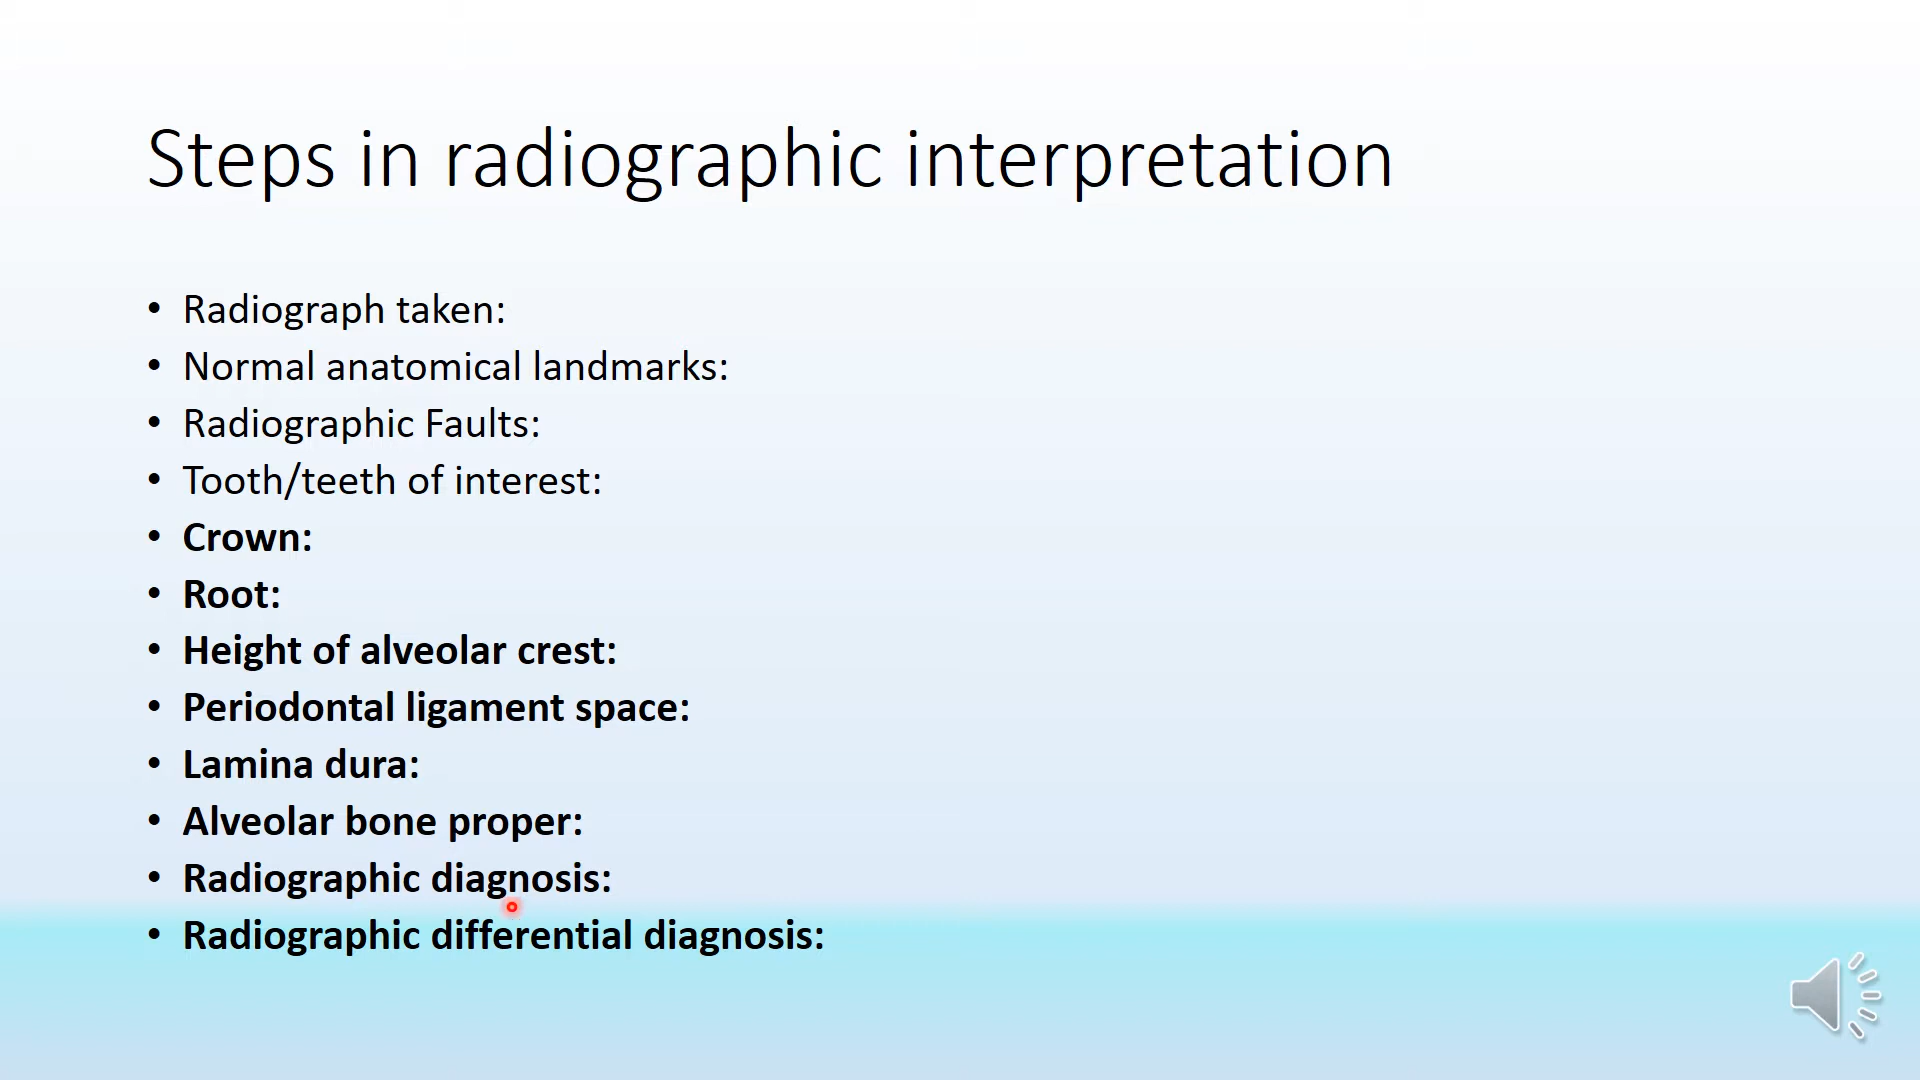 Steps in radiographic interpretation
• Radiograph taken:
• Normal anatomical landmarks:
• Radiographic Faults:
• Tooth/teeth of interest:
• Crown:
• Root:
• Height of alveolar crest:
• Periodontal ligament space:
• Lamina dura:
• Alveolar bone proper:
• Radiographic diagnosis:
• Radiographic differential diagnosis: